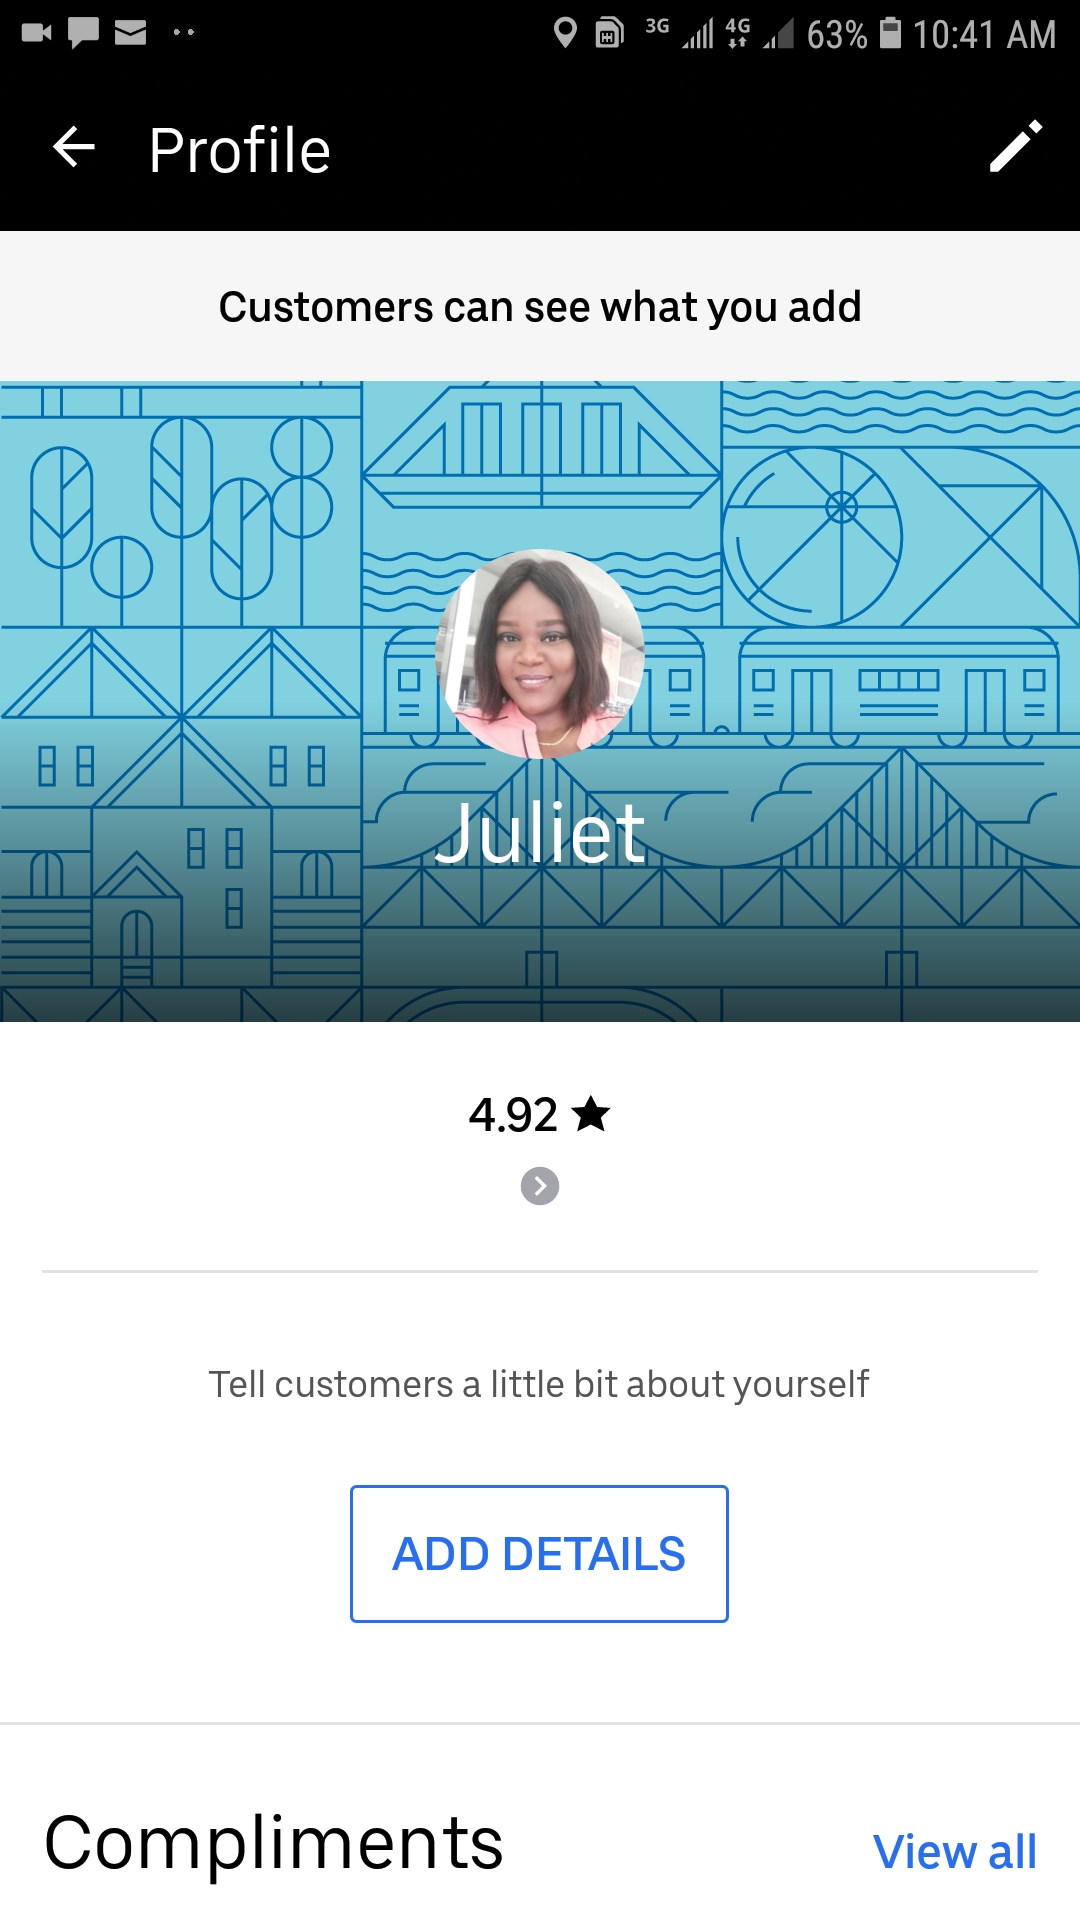 3G 4G 63% 10:41 AM
Profile
Customers can see what you add
Juliet
4.92
Tell customers a little bit about yourself
ADD DETAILS
Compliments
View all